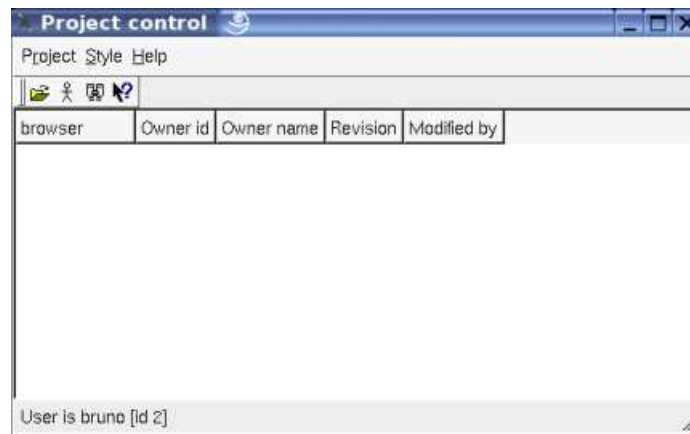 Project control
Project Style Help
browser Owner id Owner name Revision Modified by
User is bruno [id 2]